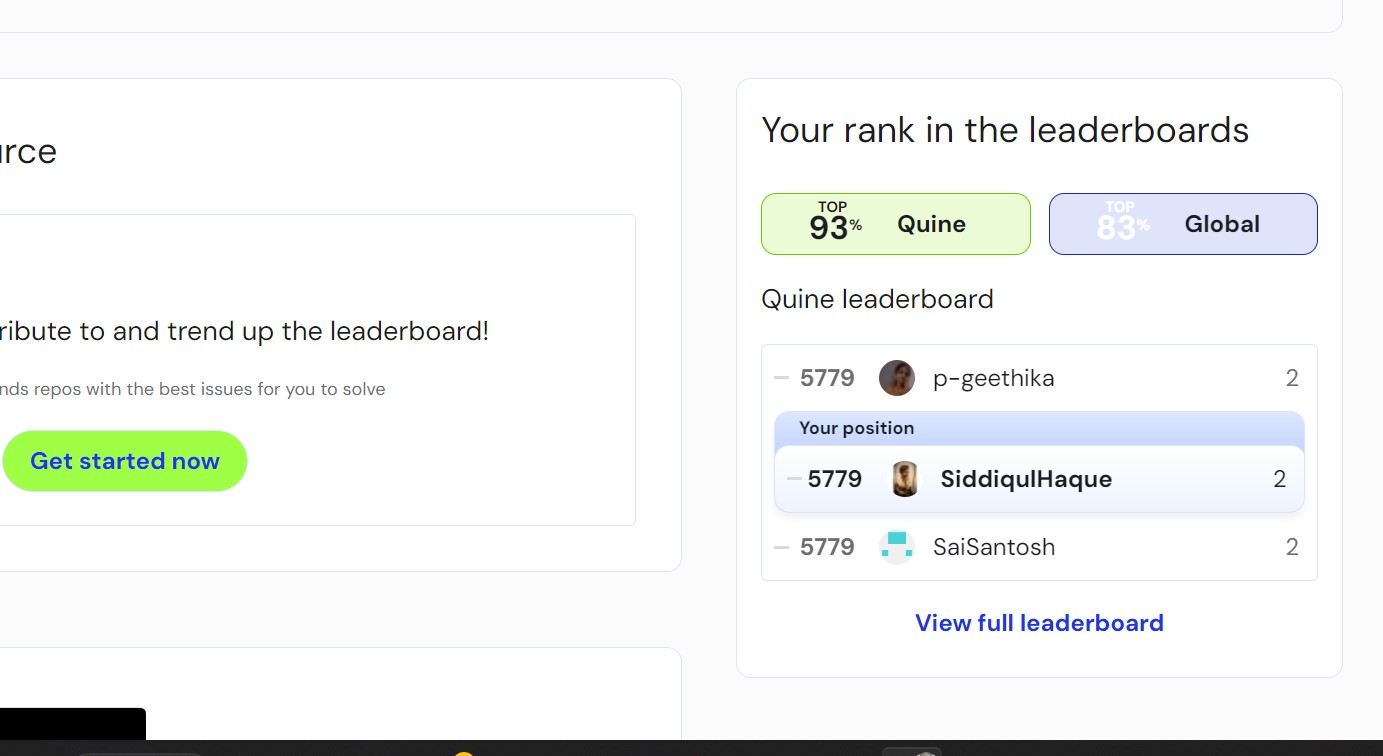 urce
ribute to and trend up the leaderboard!
nds repos with the best issues for you to solve
Get started now
Your rank in the leaderboards
TOP
93% Quine
TOP
83% Global
Quine leaderboard
5779 p-geethika 2
Your position
5779 SiddiqulHaque 2
5779 SaiSantosh 2
View full leaderboard